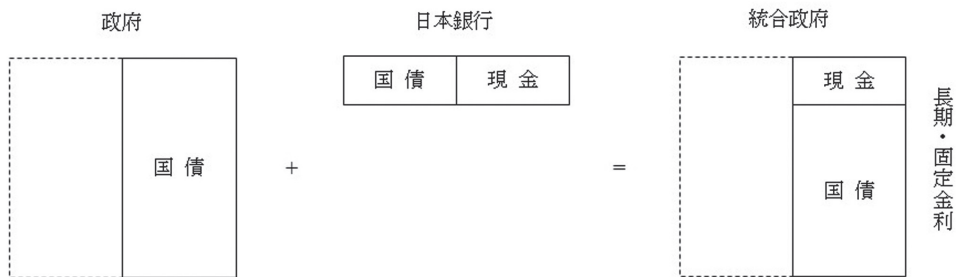 政府
日本銀行
統合政府
国債
+
国債
現金
=
現金
国債
長期・固定金利